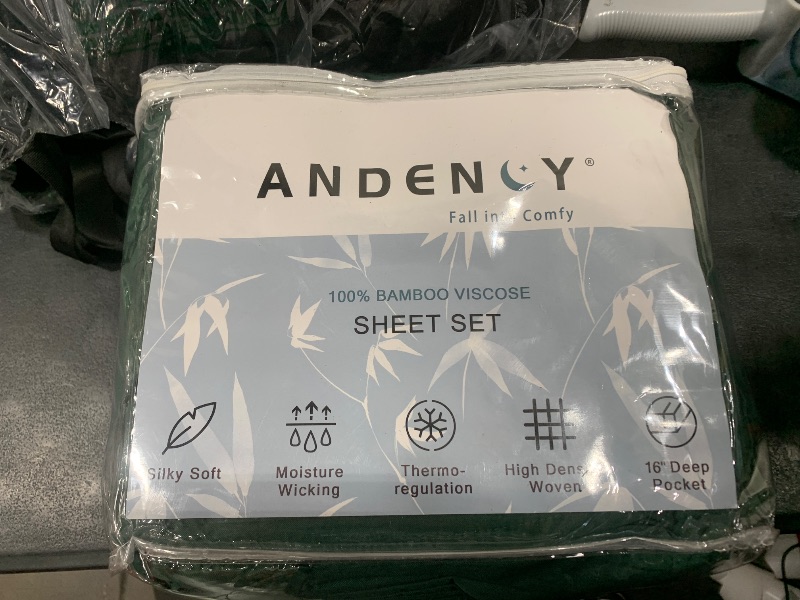 ANDENCY®
Fall in Comfy
100% BAMBOO VISCOSE
SHEET SET
Silky Soft
Moisture
Wicking
Thermo-
regulation
High Dens
Woven
16" Deep
Pocket